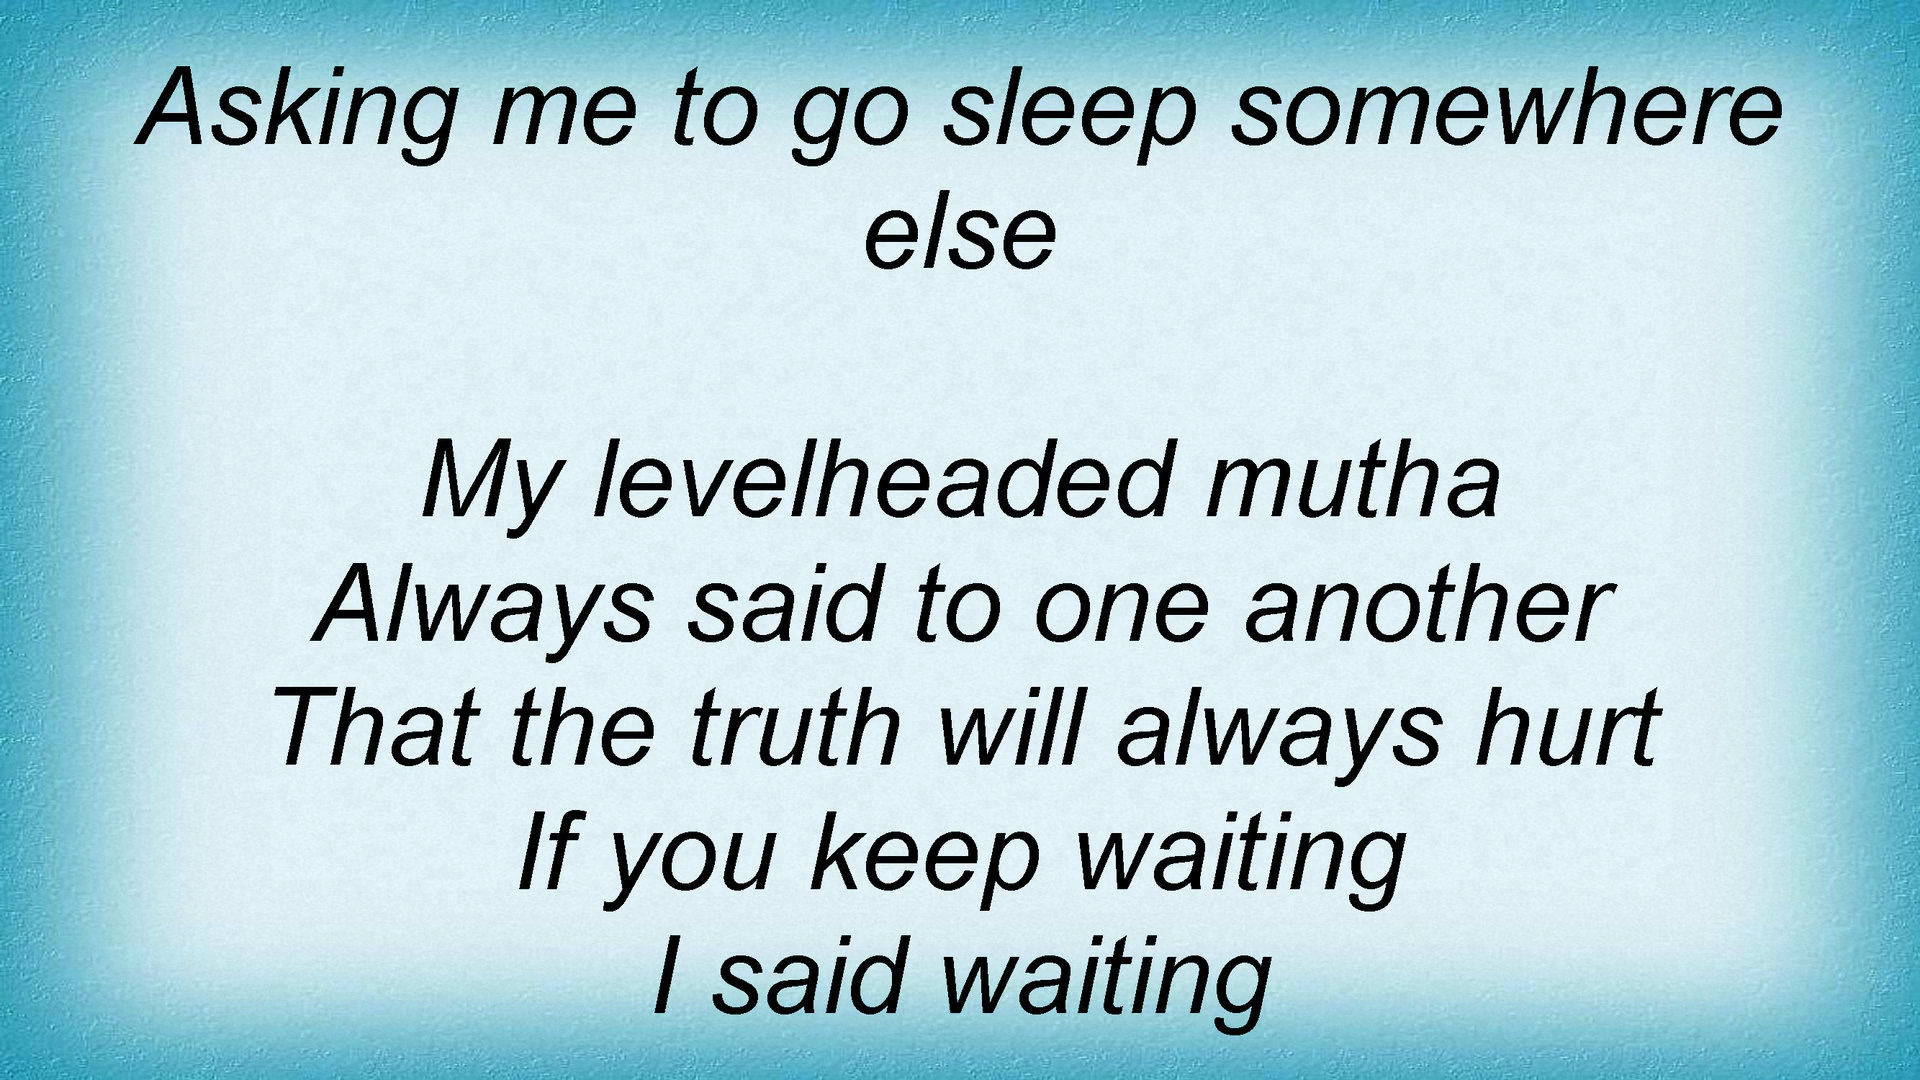 Asking me to go sleep somewhere
else
My levelheaded mutha
Always said to one another
That the truth will always hurt
If you keep waiting
I said waiting